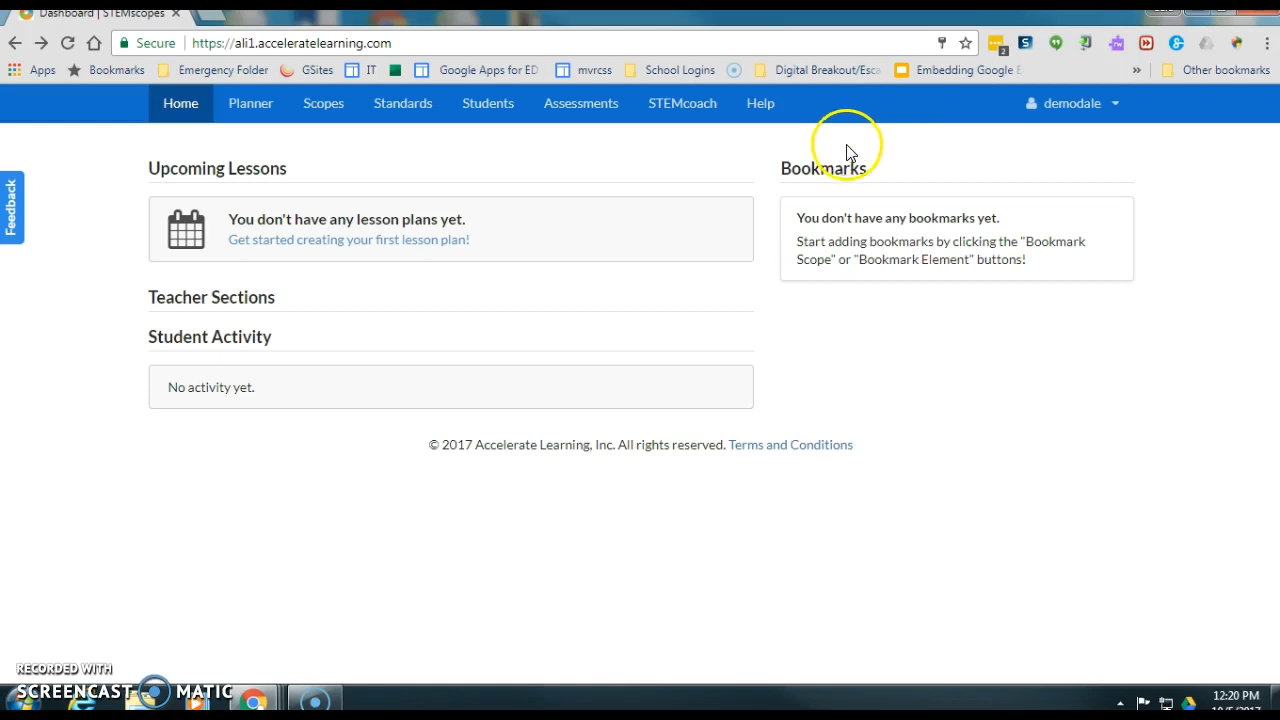 Dashboard | STEMscopes
Secure https://ali1.acceleratelearning.com
Apps Bookmarks Emergency Folder GSites IT Google Apps for ED mvrcss School Logins Digital Breakout/Esca Embedding Google E » Other bookmarks
Home Planner Scopes Standards Students Assessments STEMcoach Help demodale
Feedback
Upcoming Lessons
Bookmarks
You don't have any lesson plans yet.
Get started creating your first lesson plan!
You don't have any bookmarks yet.
Start adding bookmarks by clicking the "Bookmark
Scope" or "Bookmark Element" buttons!
Teacher Sections
Student Activity
No activity yet.
© 2017 Accelerate Learning, Inc. All rights reserved. Terms and Conditions
RECORDED WITH
SCREENCAST MATIC
12:20 PM
10/5/2017